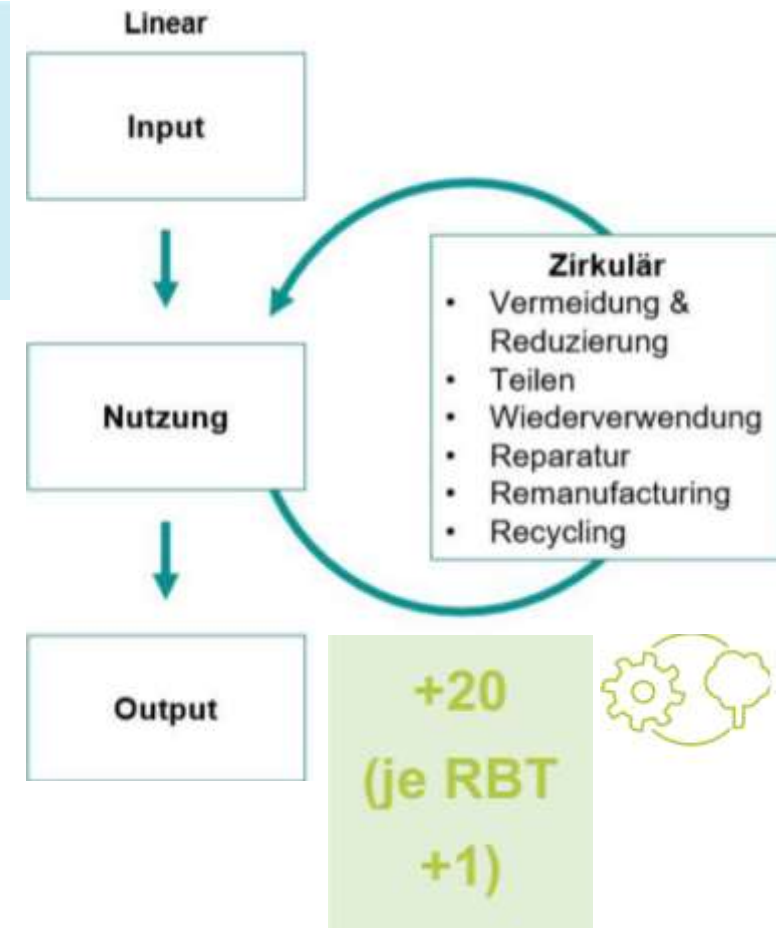 Linear
Input
Nutzung
Output
Zirkulär
• Vermeidung &
Reduzierung
• Teilen
• Wiederverwendung
• Reparatur
• Remanufacturing
• Recycling
+20
(je RBT
+1)